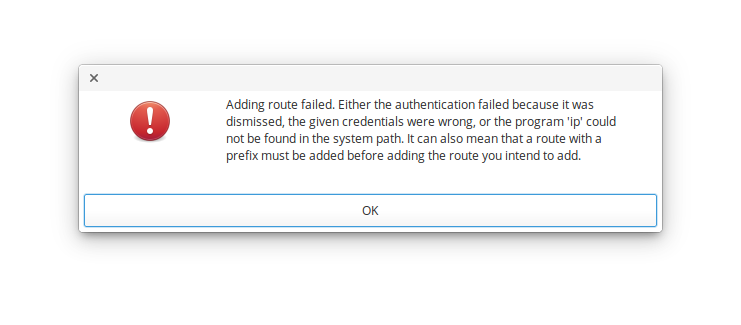 Adding route failed. Either the authentication failed because it was
dismissed, the given credentials were wrong, or the program 'ip' could
not be found in the system path. It can also mean that a route with a
prefix must be added before adding the route you intend to add.
OK